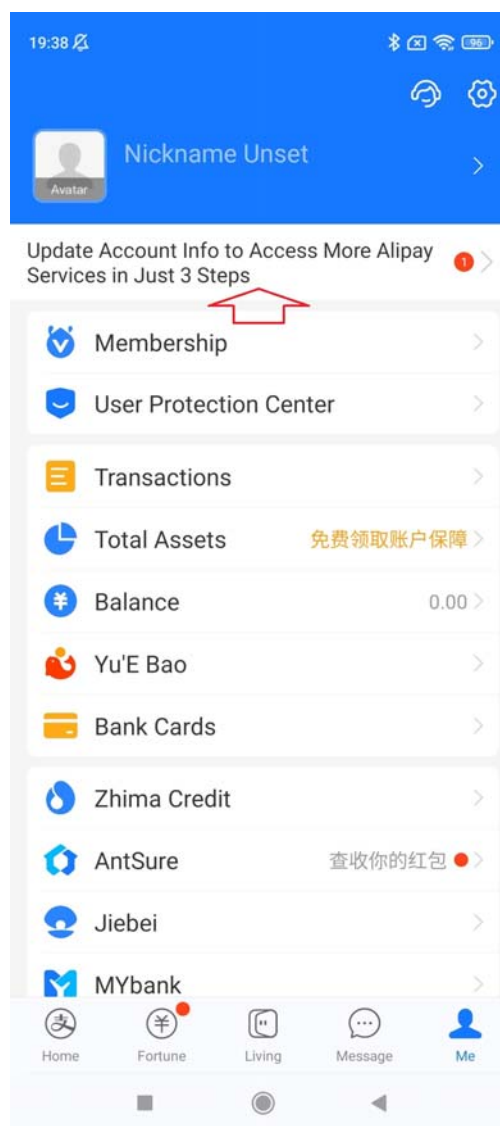 19:38
96
Nickname Unset
Avatar
Update Account Info to Access More Alipay
Services in Just 3 Steps
1
Membership
User Protection Center
Transactions
Total Assets 免费领取账户保障
Balance 0.00
Yu'E Bao
Bank Cards
Zhima Credit
AntSure 查收你的红包
Jiebei
MYbank
支
Home Fortune Living Message Me